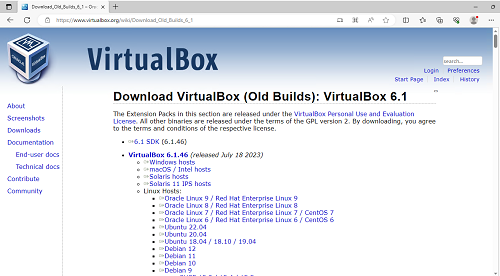 Download_Old_Builds_6_1 – Ora
https://www.virtualbox.org/wiki/Download_Old_Builds_6_1
VirtualBox
search...
Login Preferences
Start Page Index History
About
Screenshots
Downloads
Documentation
End-user docs
Technical docs
Contribute
Community
Download VirtualBox (Old Builds): VirtualBox 6.1
The Extension Packs in this section are released under the VirtualBox Personal Use and Evaluation
License. All other binaries are released under the terms of the GPL version 2. By downloading, you agree
to the terms and conditions of the respective license.
6.1 SDK (6.1.46)
VirtualBox 6.1.46 (released July 18 2023)
Windows hosts
macOS / Intel hosts
Solaris hosts
Solaris 11 IPS hosts
Linux Hosts:
Oracle Linux 9 / Red Hat Enterprise Linux 9
Oracle Linux 8 / Red Hat Enterprise Linux 8
Oracle Linux 7 / Red Hat Enterprise Linux 7 / CentOS 7
Oracle Linux 6 / Red Hat Enterprise Linux 6 / CentOS 6
Ubuntu 22.04
Ubuntu 20.04
Ubuntu 18.04 / 18.10 / 19.04
Debian 12
Debian 11
Debian 10
Debian 9